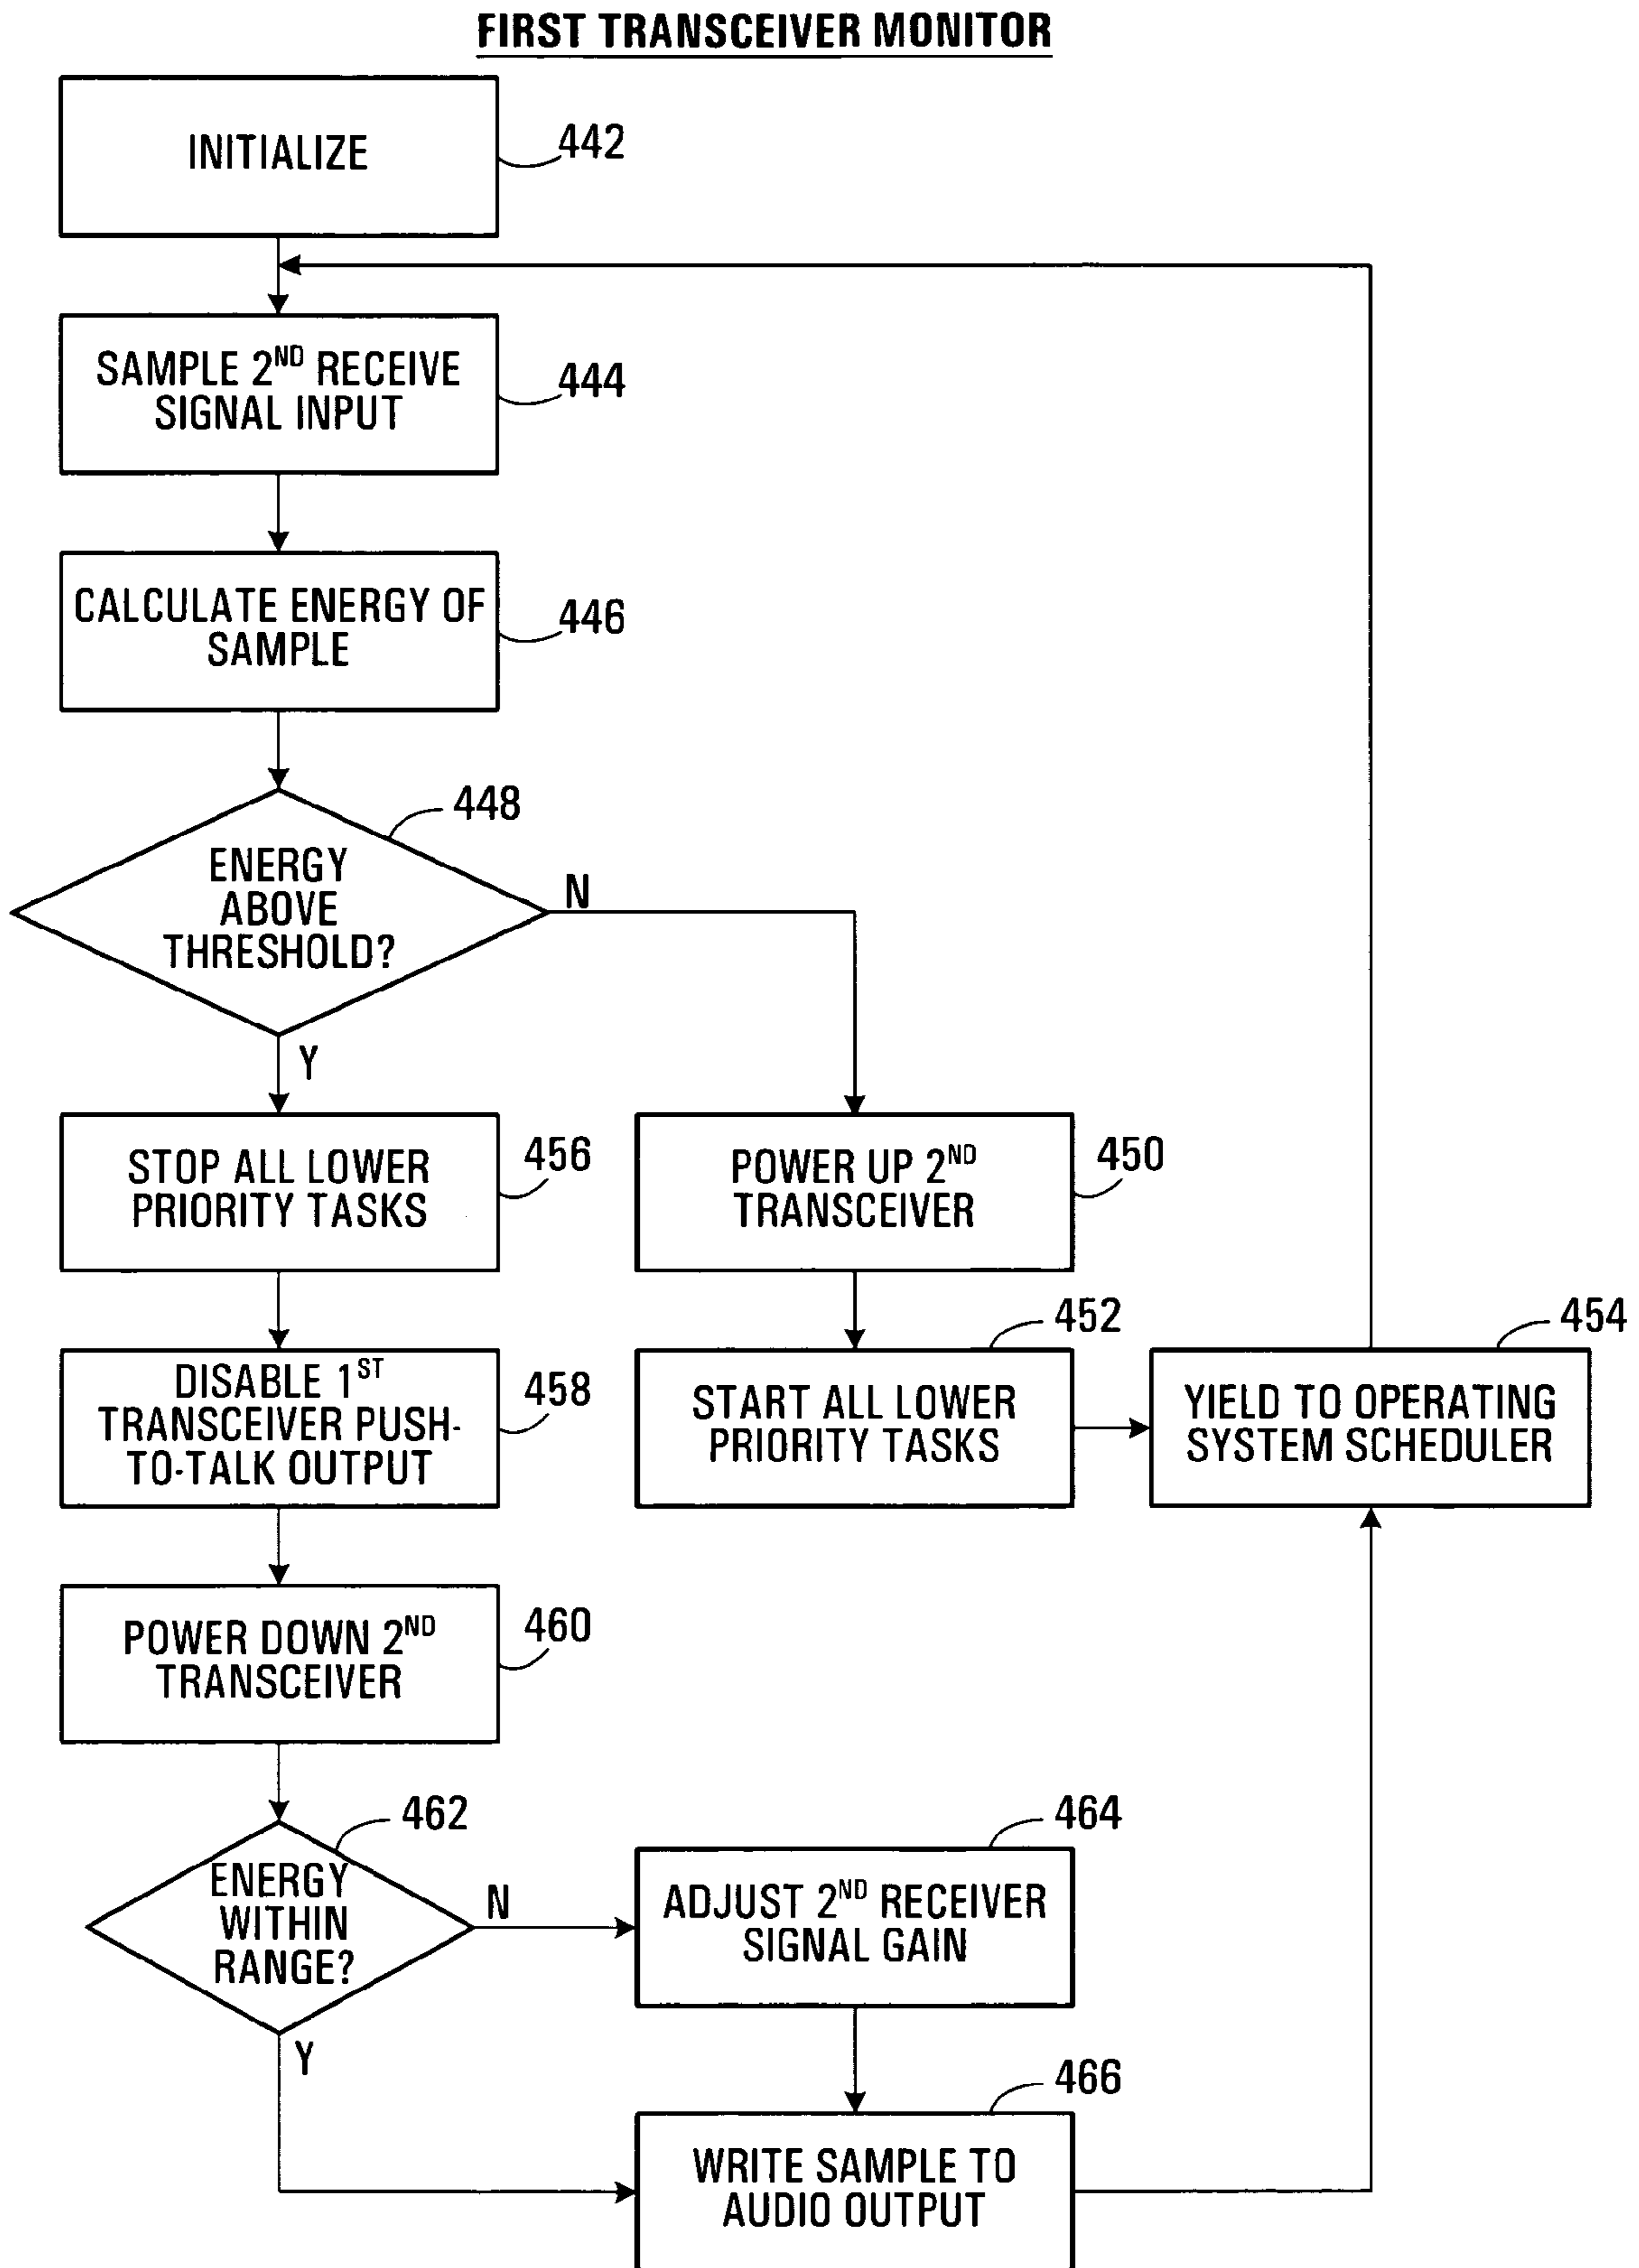 FIRST TRANSCEIVER MONITOR
INITIALIZE
442
SAMPLE 2ND RECEIVE
SIGNAL INPUT
444
CALCULATE ENERGY OF
SAMPLE
446
448
ENERGY
ABOVE
THRESHOLD?
N
Y
STOP ALL LOWER
PRIORITY TASKS
456
POWER UP 2ND
TRANSCEIVER
450
DISABLE 1ST
TRANSCEIVER PUSH-
TO-TALK OUTPUT
458
452
START ALL LOWER
PRIORITY TASKS
454
YIELD TO OPERATING
SYSTEM SCHEDULER
POWER DOWN 2ND
TRANSCEIVER
460
462
ENERGY
WITHIN
RANGE?
N
Y
464
ADJUST 2ND RECEIVER
SIGNAL GAIN
466
WRITE SAMPLE TO
AUDIO OUTPUT